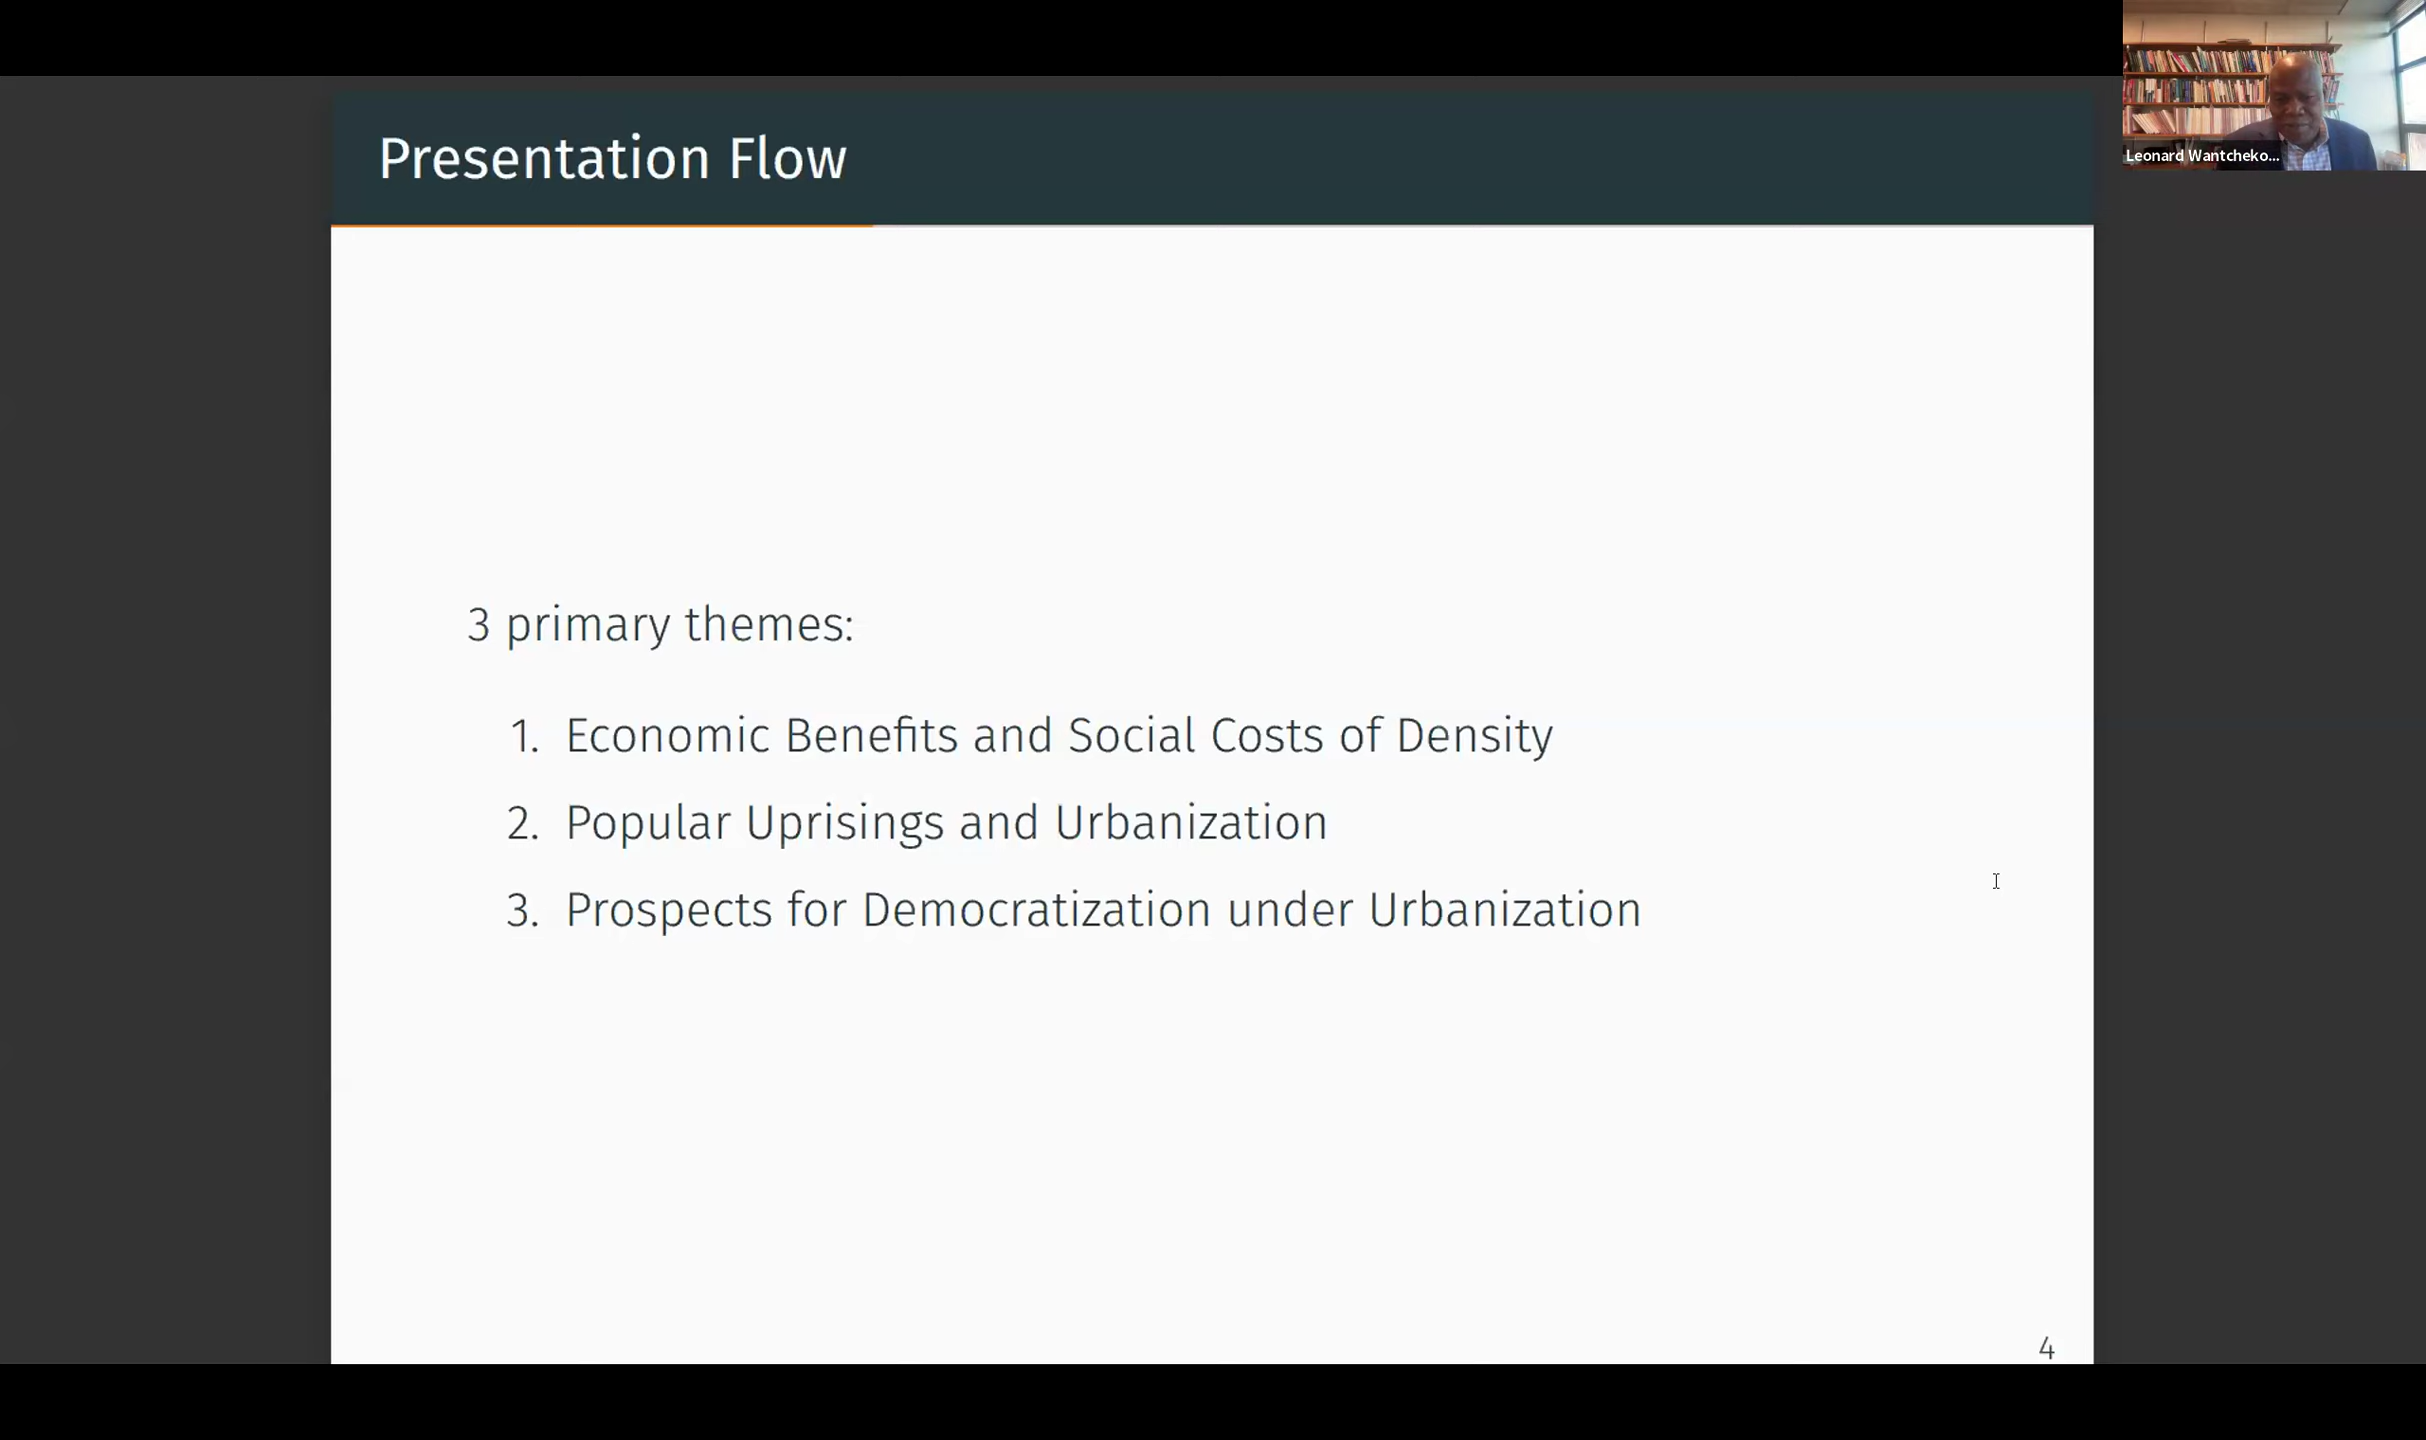 Presentation Flow
Leonard Wantcheko...
3 primary themes:
1. Economic Benefits and Social Costs of Density
2. Popular Uprisings and Urbanization
3. Prospects for Democratization under Urbanization
4